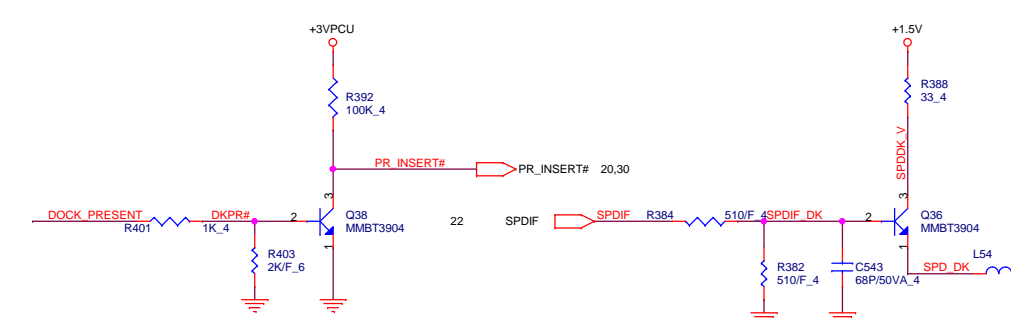 +3VPCU
+1.5V
R392
100K_4
R388
33_4
SPDDK_V
PR_INSERT#
PR_INSERT# 20,30
3
3
DOCK_PRESENT
R401
DKPR#
1K_4
2
Q38
MMBT3904
1
22
SPDIF
SPDIF
R384
510/F_4
SPDIF_DK
2
Q36
MMBT3904
1
R403
2K/F_6
R382
510/F_4
C543
68P/50VA_4
SPD_DK
L54